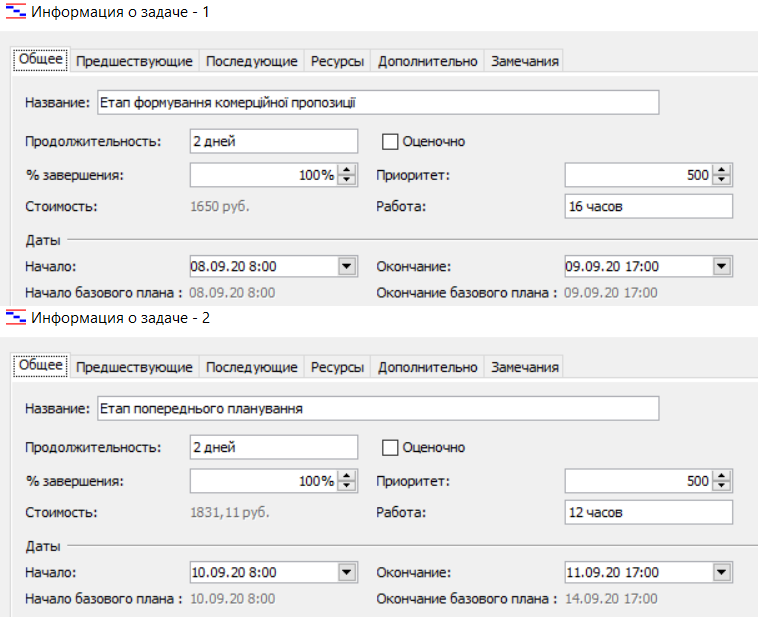 Информация о задаче - 1
Общее Предшествующие Последующие Ресурсы Дополнительно Замечания
Название: Етап формування комерційної пропозиції
Продолжительность: 2 дней Оценочно
% завершения: 100% Приоритет: 500
Стоимость: 1650 руб. Работа: 16 часов
Даты
Начало: 08.09.20 8:00 Окончание: 09.09.20 17:00
Начало базового плана : 08.09.20 8:00 Окончание базового плана : 09.09.20 17:00
Информация о задаче - 2
Общее Предшествующие Последующие Ресурсы Дополнительно Замечания
Название: Етап попереднього планування
Продолжительность: 2 дней Оценочно
% завершения: 100% Приоритет: 500
Стоимость: 1831,11 руб. Работа: 12 часов
Даты
Начало: 10.09.20 8:00 Окончание: 11.09.20 17:00
Начало базового плана : 10.09.20 8:00 Окончание базового плана : 14.09.20 17:00